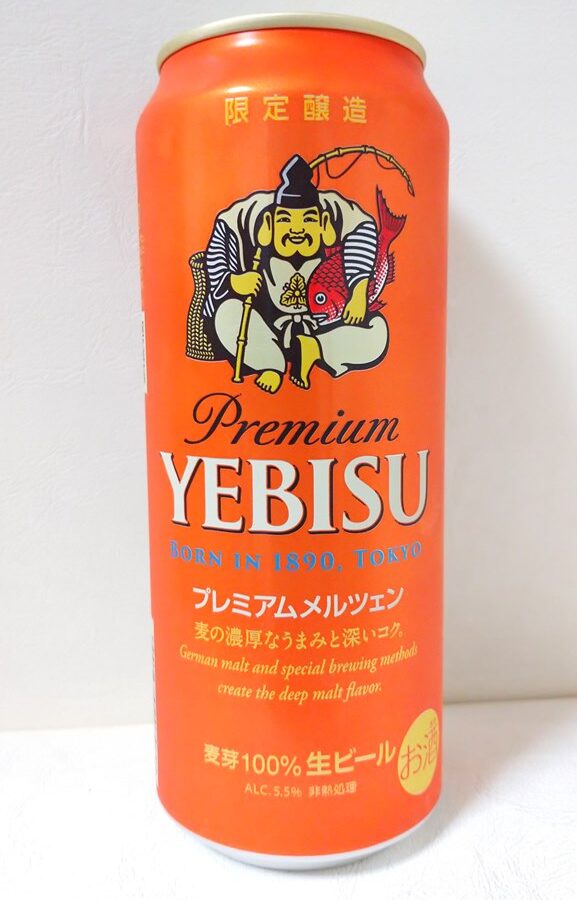 限定醸造
Premium
YEBISU
BORN IN 1890, TOKYO
プレミアムメルツェン
麦の濃厚なうまみと深いコク。
German malt and special brewing methods
create the deep malt flavor.
麦芽100% 生ビール
お酒
ALC.5.5% 非熱処理